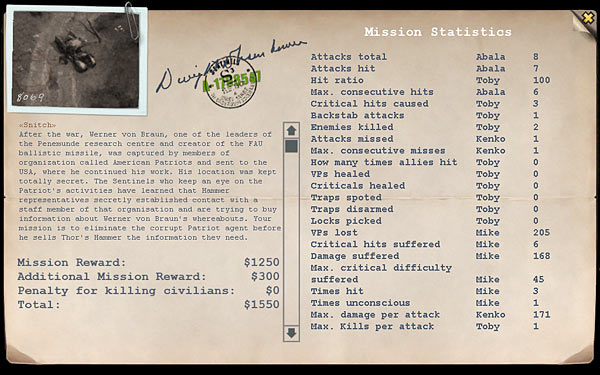 8069
Mission Statistics
«Snitch»
After the war, Werner von Braun, one of the leaders of
the Penemunde research centre and creator of the FAU
ballistic missile, was captured by members of
organization called American Patriots and sent to the
USA, where he continued his work. His location was kept
totally secret. The Sentinels who keep an eye on the
Patriot's activities have learned that Hammer
representatives secretly established contact with a
staff member of that organisation and are trying to buy
information about Werner von Braun's whereabouts. Your
mission is to eliminate the corrupt Patriot agent before
he sells Thor's Hammer the information they need.
Mission Reward: $1250
Additional Mission Reward: $300
Penalty for killing civilians: $0
Total: $1550
Attacks total Abala 8
Attacks hit Abala 7
Hit ratio Toby 100
Max. consecutive hits Abala 6
Critical hits caused Toby 3
Backstab attacks Toby 1
Enemies killed Toby 2
Attacks missed Kenko 1
Max. consecutive misses Kenko 1
How many times allies hit Toby 0
VPs healed Toby 0
Criticals healed Toby 0
Traps spoted Toby 0
Traps disarmed Toby 0
Locks picked Toby 0
VPs lost Mike 205
Critical hits suffered Mike 6
Damage suffered Mike 168
Max. critical difficulty
suffered Mike 45
Times hit Mike 3
Times unconscious Mike 1
Max. damage per attack Kenko 171
Max. Kills per attack Toby 1